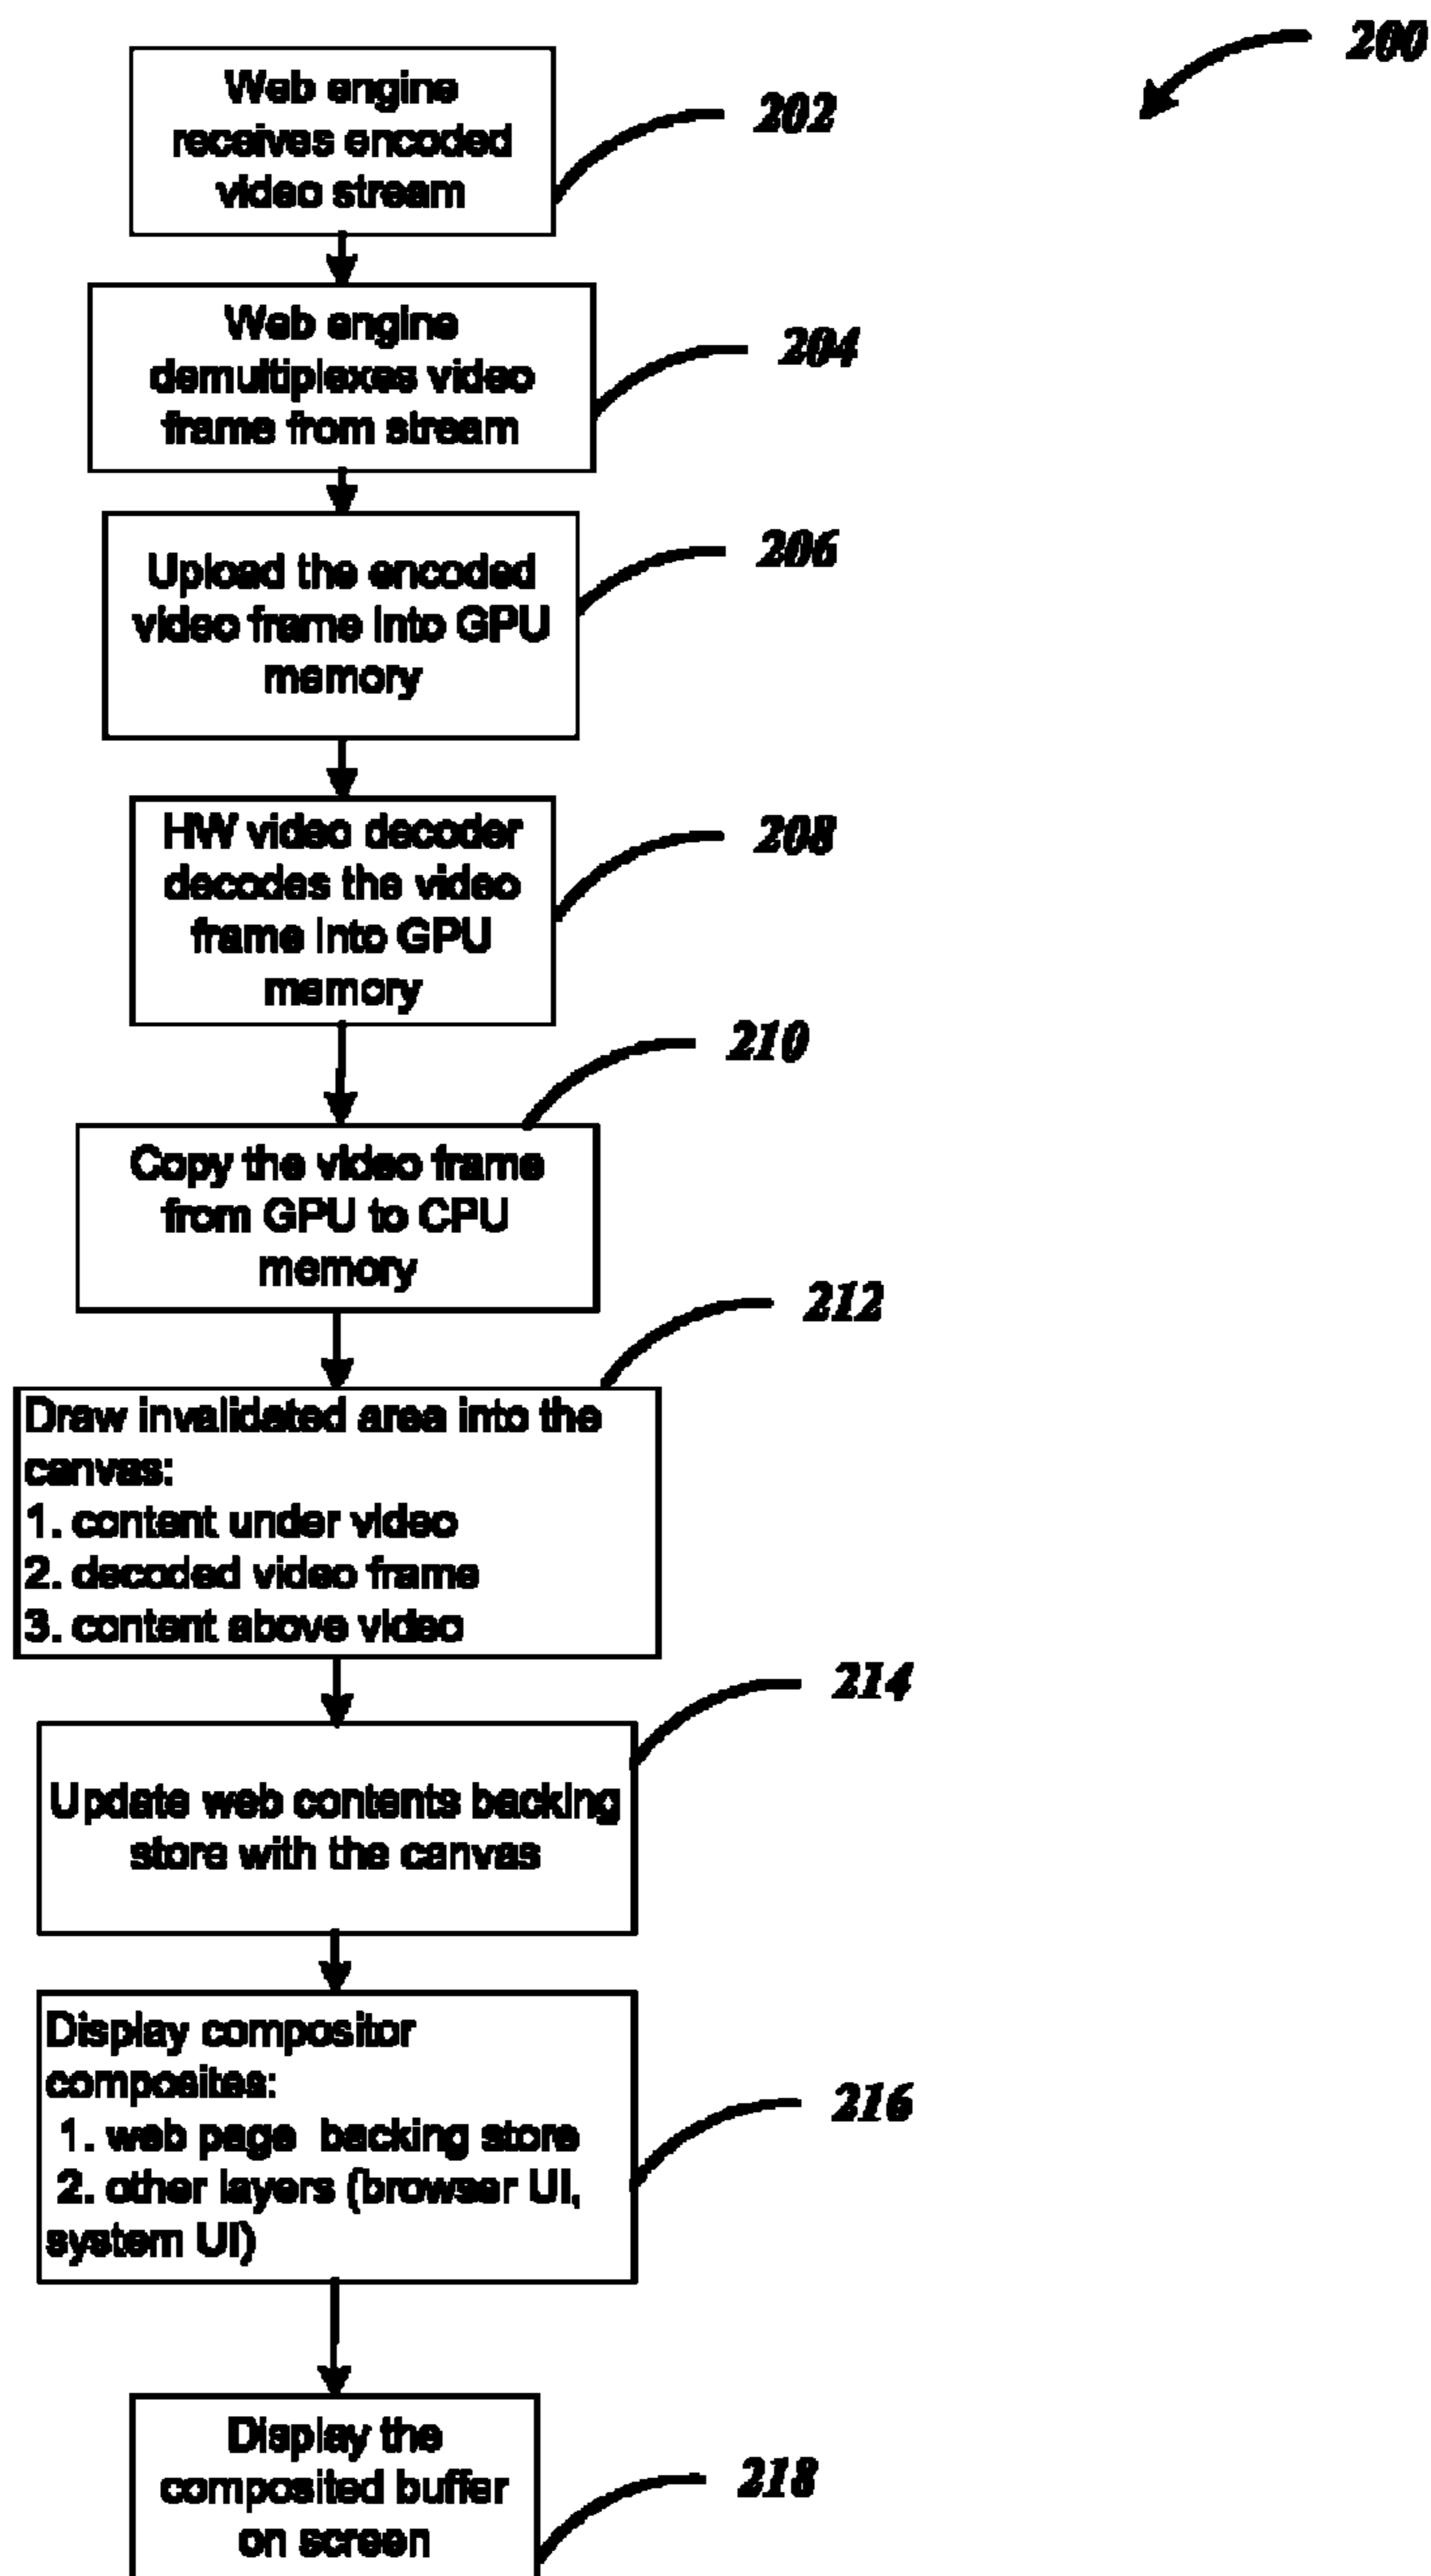 200
Web engine
receives encoded
video stream
202
Web engine
demultiplexes video
frame from stream
204
Upload the encoded
video frame into GPU
memory
206
HW video decoder
decodes the video
frame into GPU
memory
208
Copy the video frame
from GPU to CPU
memory
210
Draw invalidated area into the
canvas:
1. content under video
2. decoded video frame
3. content above video
212
Update web contents backing
store with the canvas
214
Display compositor
composites:
1. web page backing store
2. other layers (browser UI,
system UI)
216
Display the
composited buffer
on screen
218